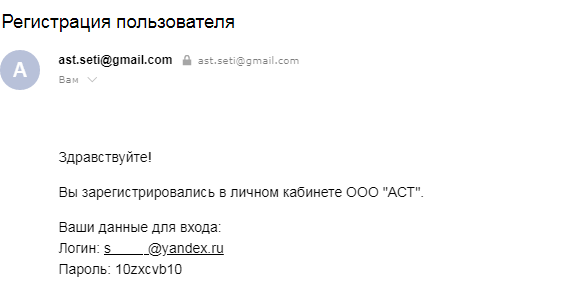 Регистрация пользователя
A
ast.seti@gmail.com ast.seti@gmail.com
Вам
Здравствуйте!
Вы зарегистрировались в личном кабинете ООО "АСТ".
Ваши данные для входа:
Логин: s____@yandex.ru
Пароль: 10zxcvb10